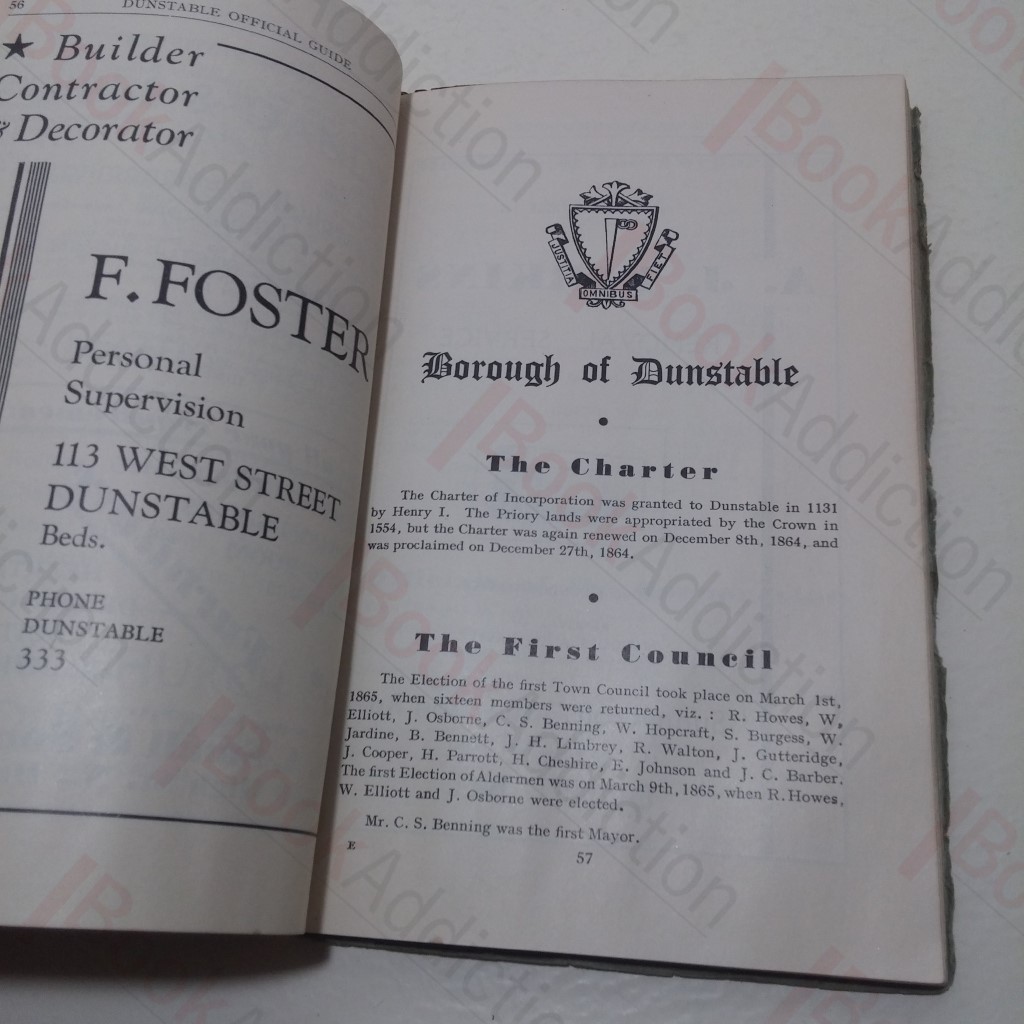 56
DUNSTABLE OFFICIAL GUIDE
★ Builder
Contractor
& Decorator
F. FOSTER
Personal
Supervision
113 WEST STREET
DUNSTABLE
Beds.
PHONE
DUNSTABLE
333
JUSTITIA
OMNIBUS
FIET
Borough of Dunstable
The Charter
The Charter of Incorporation was granted to Dunstable in 1131
by Henry I. The Priory lands were appropriated by the Crown in
1554, but the Charter was again renewed on December 8th, 1864, and
was proclaimed on December 27th, 1864.
The First Council
The Election of the first Town Council took place on March 1st,
1865, when sixteen members were returned, viz. : R. Howes, W.
Elliott, J. Osborne, C. S. Benning, W. Hopcraft, S. Burgess, W.
Jardine, B. Bennett, J. H. Limbrey, R. Walton, J. Gutteridge,
J. Cooper, H. Parrott, H. Cheshire, E. Johnson and J. C. Barber.
The first Election of Aldermen was on March 9th, 1865, when R. Howes,
W. Elliott and J. Osborne were elected.
Mr. C. S. Benning was the first Mayor.
E
57
BookAddiction